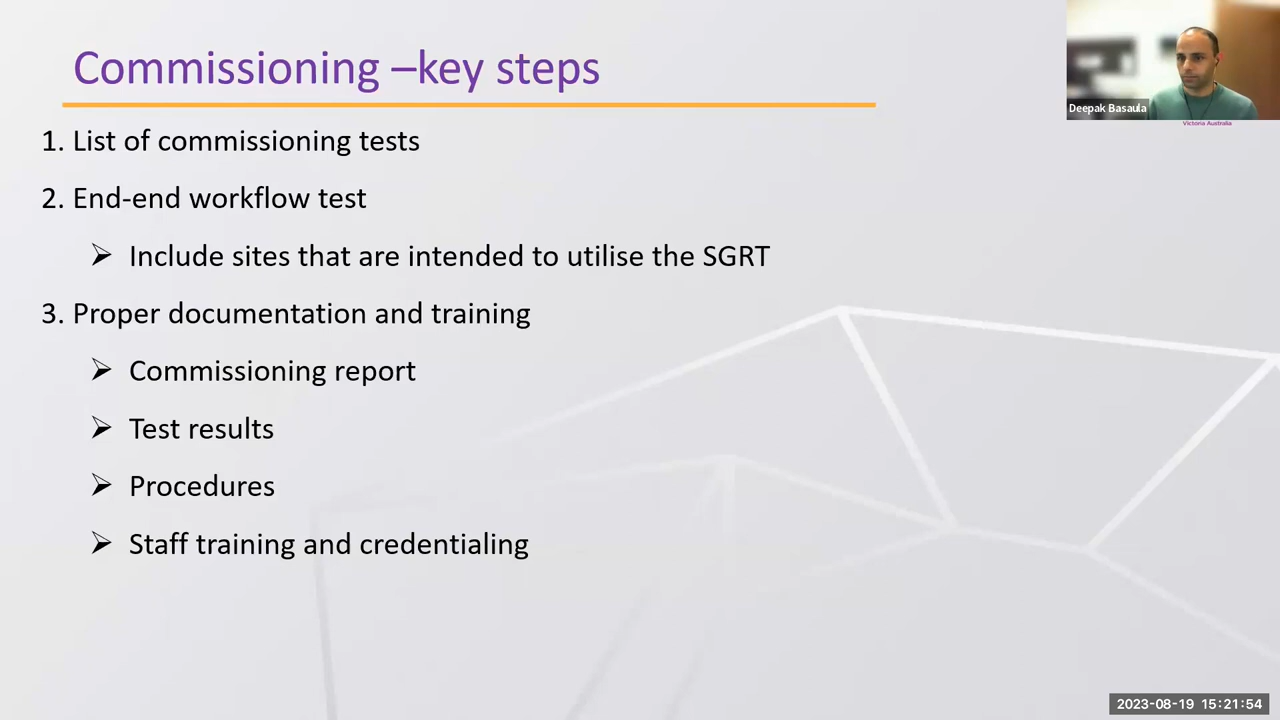 Commissioning –key steps
1. List of commissioning tests
2. End-end workflow test
➢ Include sites that are intended to utilise the SGRT
3. Proper documentation and training
➢ Commissioning report
➢ Test results
➢ Procedures
➢ Staff training and credentialing
Deepak Basaula
Victoria Australia
2023-08-19 15:21:54